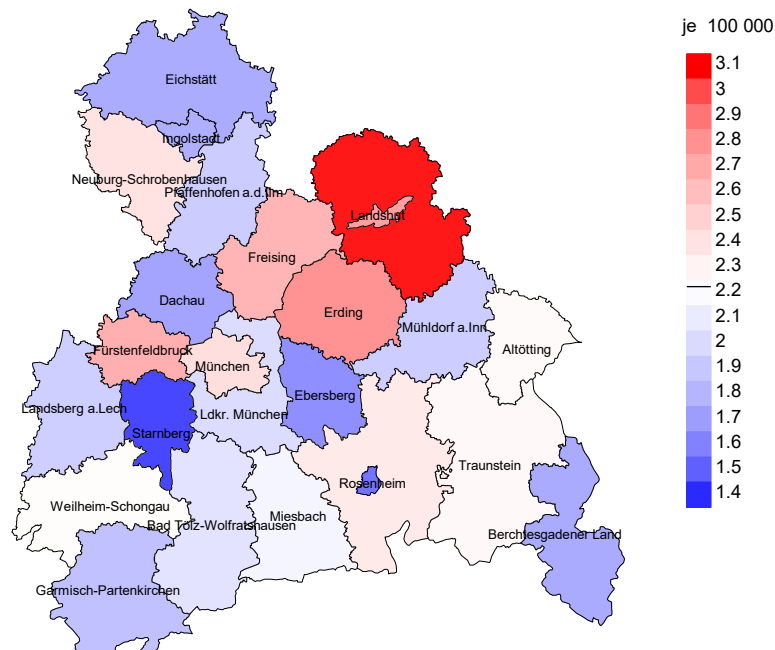 je 100 000
3.1
3
2.9
2.8
2.7
2.6
2.5
2.4
2.3
2.2
2.1
2
1.9
1.8
1.7
1.6
1.5
1.4
Eichstätt
Ingolstadt
Neuburg-Schrobenhausen
Pfaffenhofen a.d.Ilm
Landshst
Freising
Dachau
Erding
Mühldorf a.Inn
Altötting
Fürstenfeldbruck
München
Ebersberg
Landsberg a.Lech
Ldkr. München
Starnberg
Traunstein
Rosenheim
Weilheim-Schongau
Miesbach
Bad Tölz-Wolfratshausen
Berchtesgadener Land
Garmisch-Partenkirchen